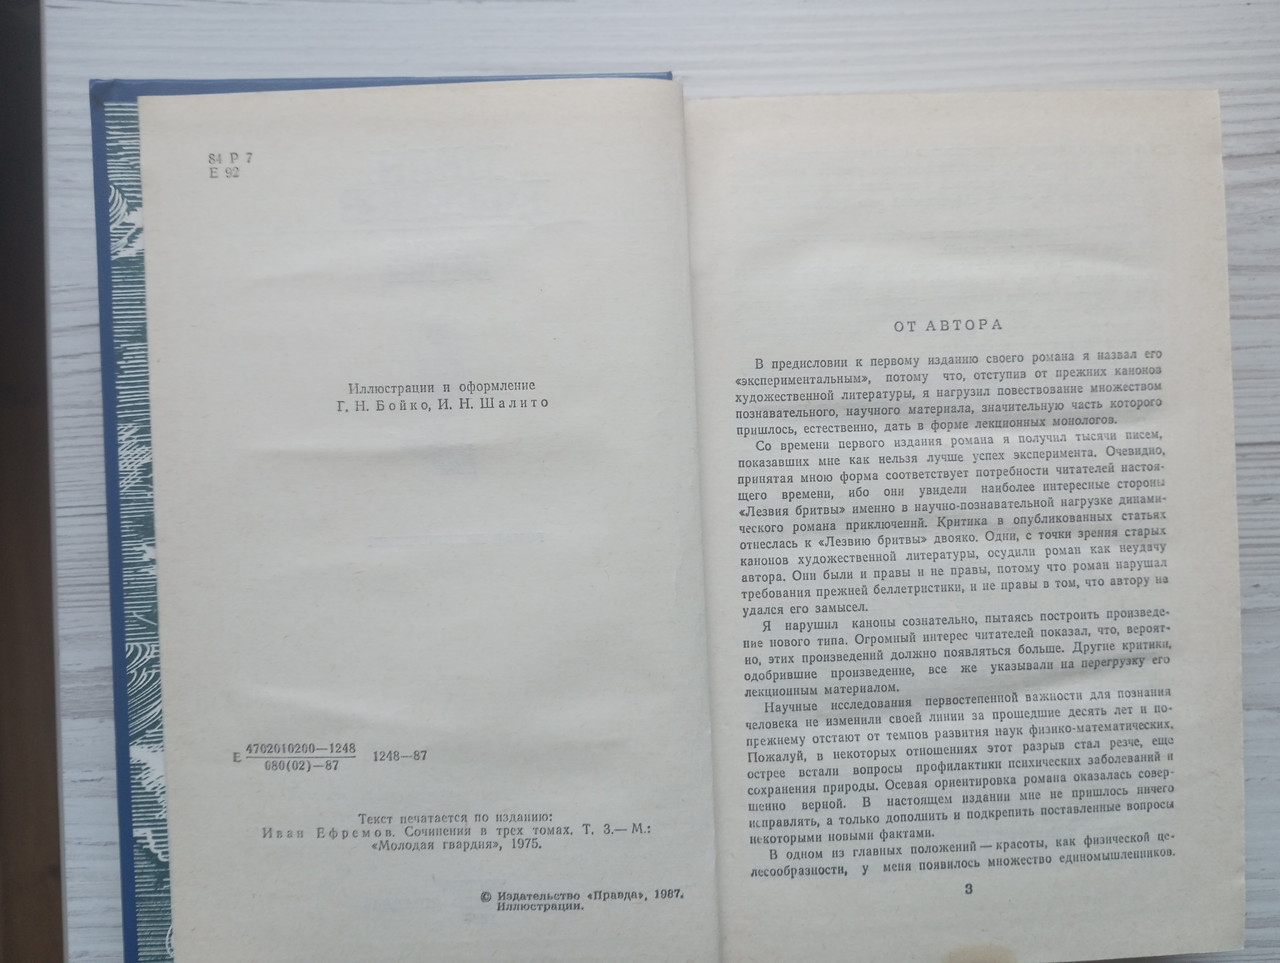 84 Р 7
Е 92
Иллюстрации и оформление
Г. Н. Бойко, И. Н. Шалито
Е 4702010200—1248 1248—87
080(02)—87
Текст печатается по изданию:
Иван Ефремов. Сочинения в трех томах. Т. 3.— М.:
«Молодая гвардия», 1975.
© Издательство «Правда», 1987.
Иллюстрации.
ОТ АВТОРА
В предисловии к первому изданию своего романа я назвал его
«экспериментальным», потому что, отступив от прежних канонов
художественной литературы, я нагрузил повествование множеством
познавательного, научного материала, значительную часть которого
пришлось, естественно, дать в форме лекционных монологов.
Со времени первого издания романа я получил тысячи писем,
показавших мне как нельзя лучше успех эксперимента. Очевидно,
принятая мною форма соответствует потребности читателей настоя-
щего времени, ибо они увидели наиболее интересные стороны
«Лезвия бритвы» именно в научно-познавательной нагрузке динами-
ческого романа приключений. Критика в опубликованных статьях
отнеслась к «Лезвию бритвы» двояко. Одни, с точки зрения старых
канонов художественной литературы, осудили роман как неудачу
автора. Они были и правы и не правы, потому что роман нарушал
требования прежней беллетристики, и не правы в том, что автору не
удался его замысел.
Я нарушил каноны сознательно, пытаясь построить произведе-
ние нового типа. Огромный интерес читателей показал, что, вероят-
но, этих произведений должно появляться больше. Другие критики,
одобрившие произведение, все же указывали на перегрузку его
лекционным материалом.
Научные исследования первостепенной важности для познания
человека не изменили своей линии за прошедшие десять лет и по-
прежнему отстают от темпов развития наук физико-математических.
Пожалуй, в некоторых отношениях этот разрыв стал резче, еще
острее встали вопросы профилактики психических заболеваний и
сохранения природы. Осевая ориентировка романа оказалась совер-
шенно верной. В настоящем издании мне не пришлось ничего
исправлять, а только дополнить и подкрепить поставленные вопросы
некоторыми новыми фактами.
В одном из главных положений — красоты, как физической це-
лесообразности, у меня появилось множество единомышленников.
3